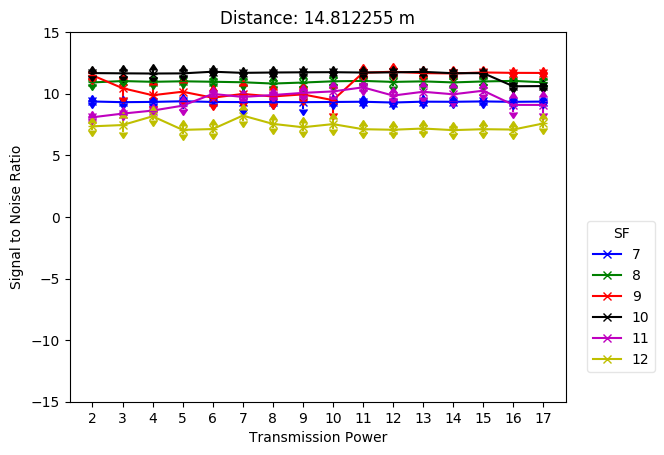 Distance: 14.812255 m
15
10
5
0
−5
−10
−15
Signal to Noise Ratio
2 3 4 5 6 7 8 9 10 11 12 13 14 15 16 17
Transmission Power
SF
7
8
9
10
11
12